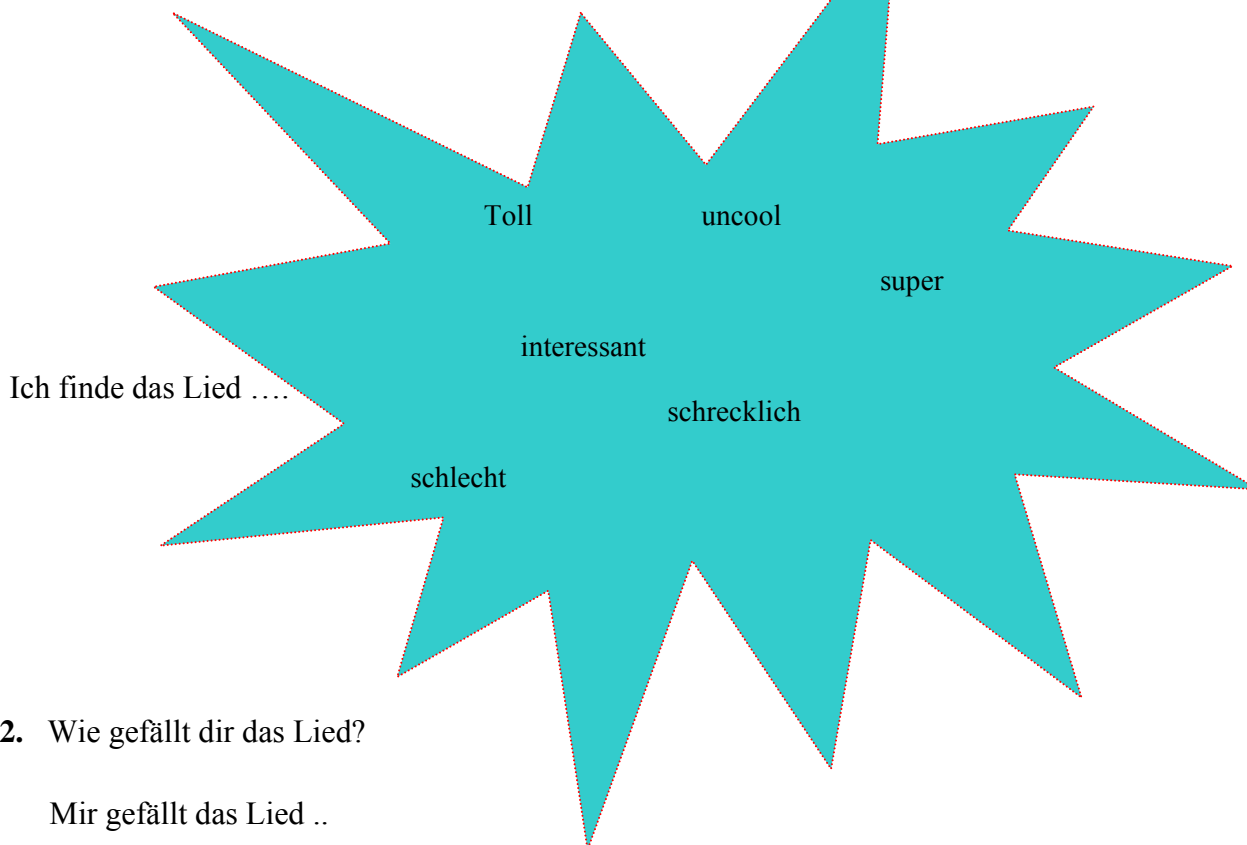 Toll uncool
super
interessant
Ich finde das Lied ….
schrecklich
schlecht
2. Wie gefällt dir das Lied?
Mir gefällt das Lied ..